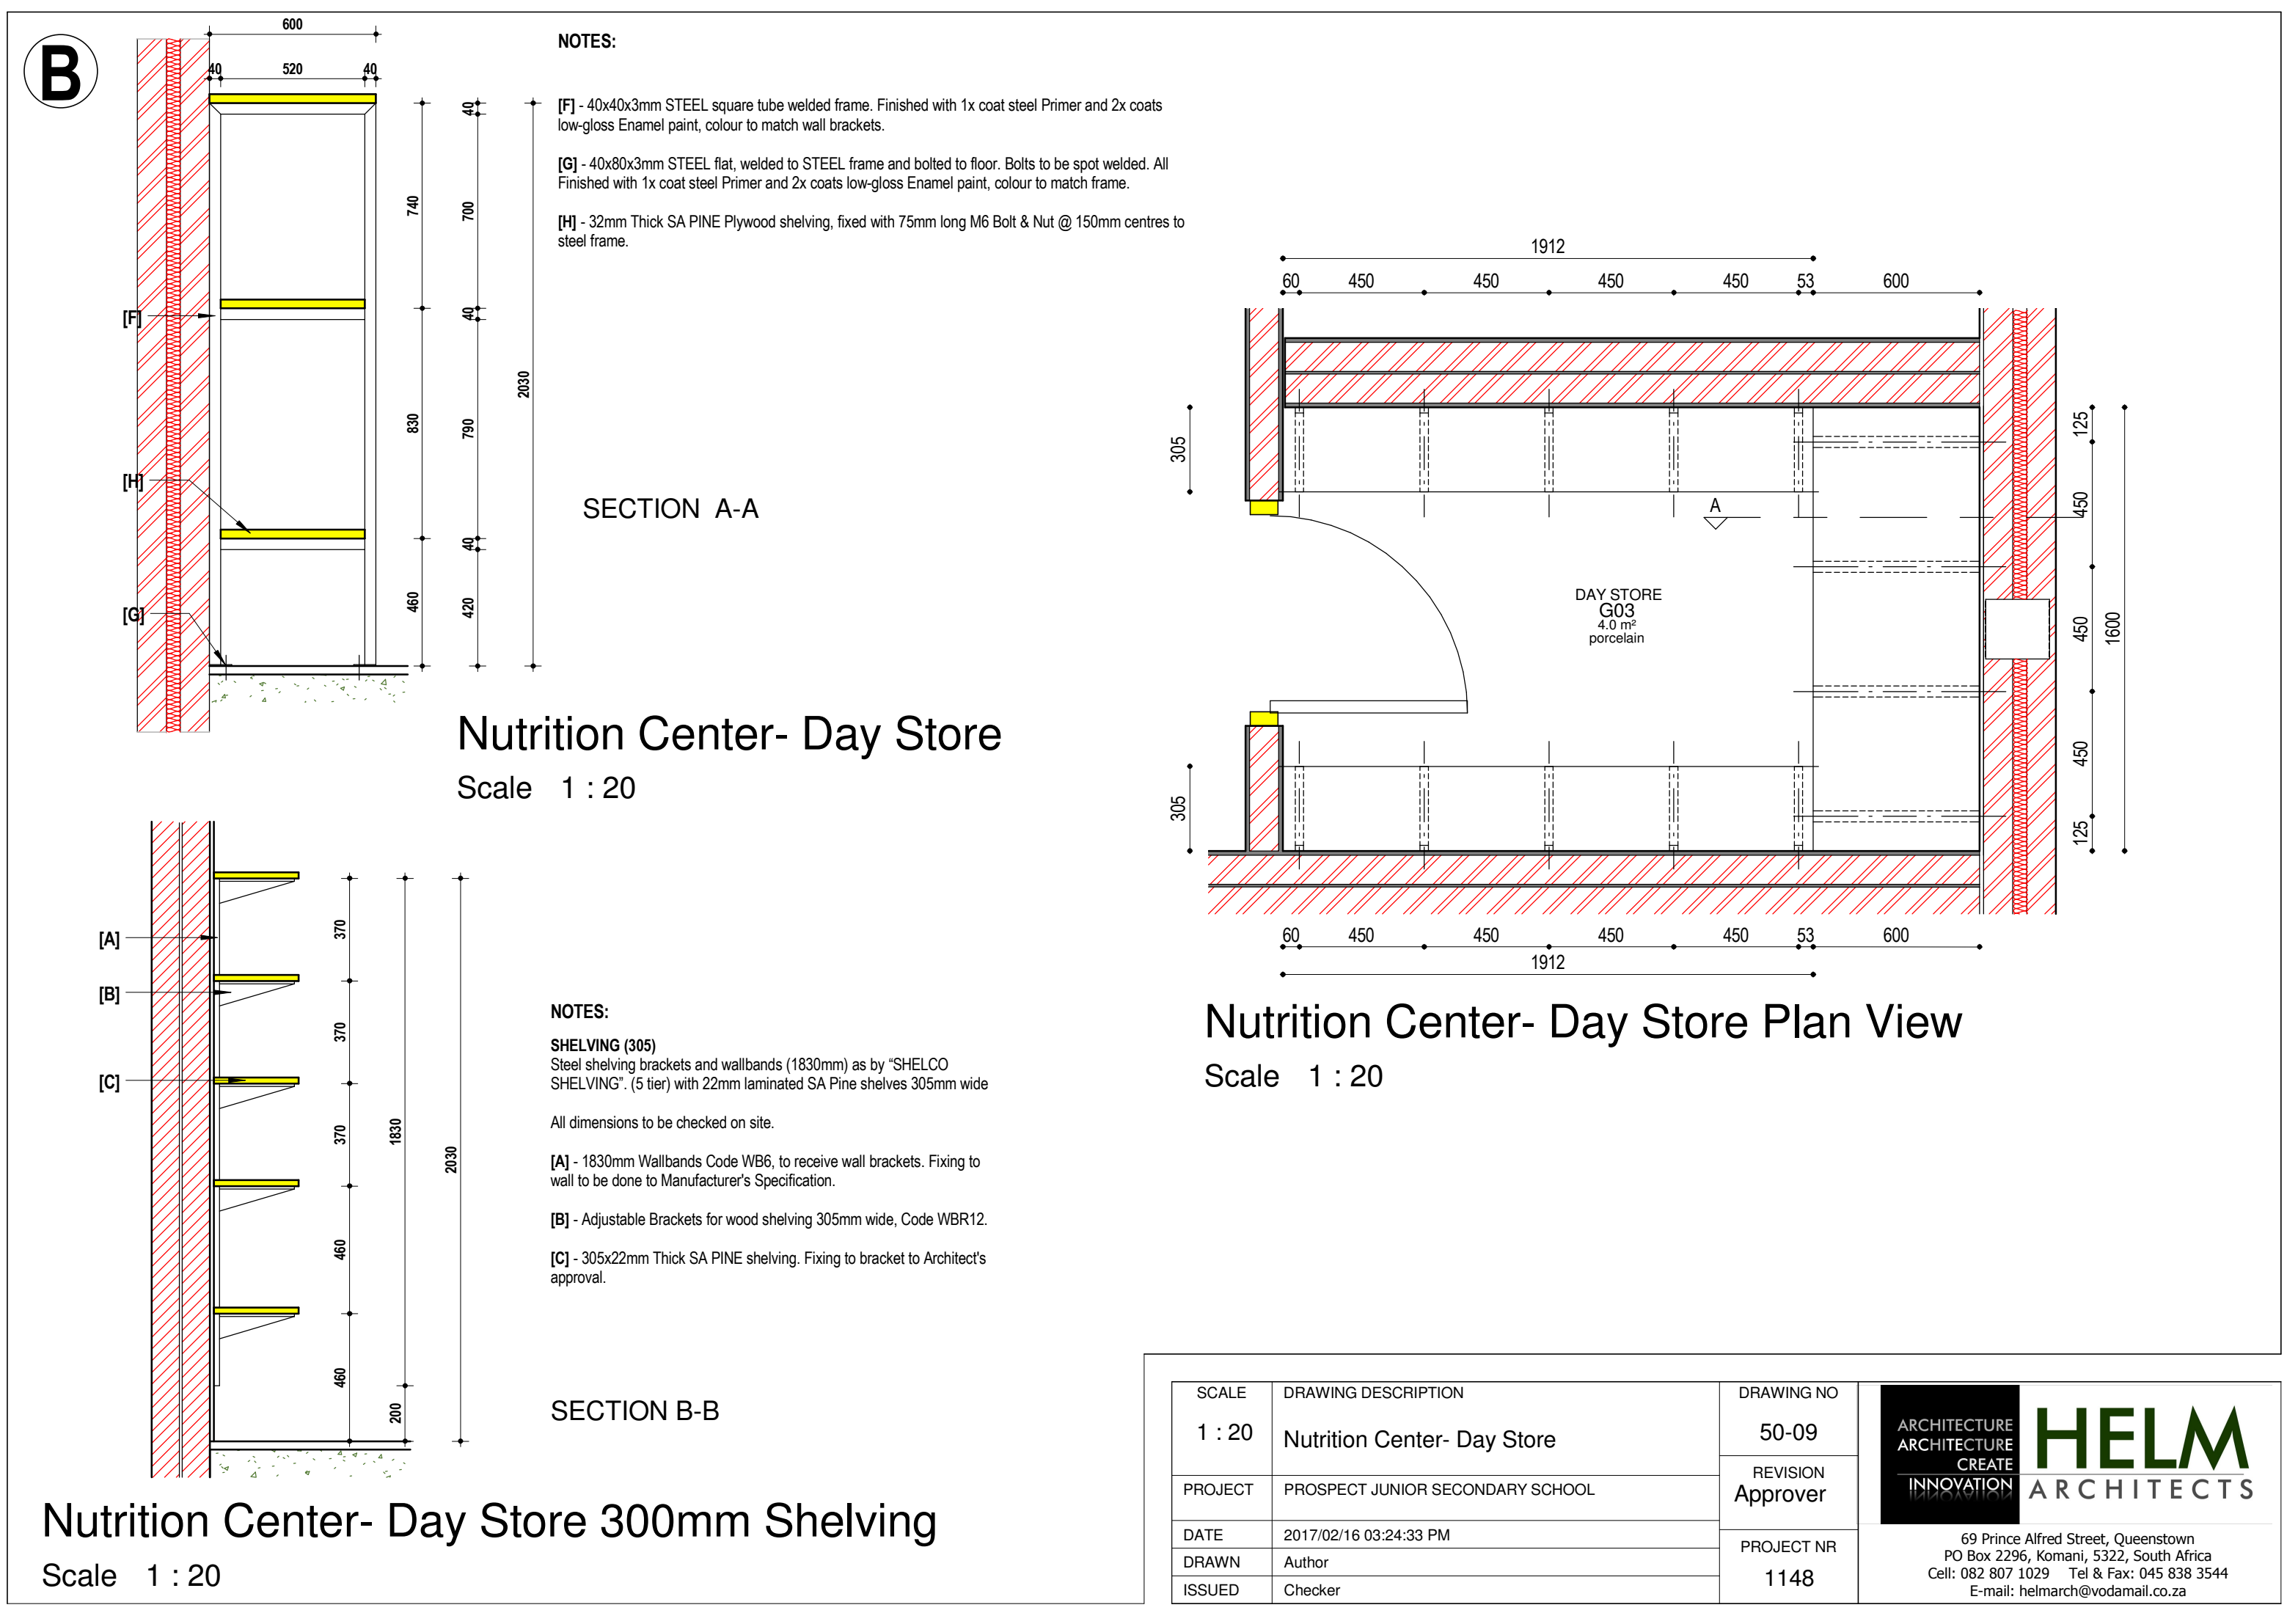 B
600
40 520 40
40
740
700
40
830
790
2030
40
460
420
[F]
[H]
[G]
NOTES:
[F] - 40x40x3mm STEEL square tube welded frame. Finished with 1x coat steel Primer and 2x coats
low-gloss Enamel paint, colour to match wall brackets.
[G] - 40x80x3mm STEEL flat, welded to STEEL frame and bolted to floor. Bolts to be spot welded. All
Finished with 1x coat steel Primer and 2x coats low-gloss Enamel paint, colour to match frame.
[H] - 32mm Thick SA PINE Plywood shelving, fixed with 75mm long M6 Bolt & Nut @ 150mm centres to
steel frame.
SECTION A-A
Nutrition Center- Day Store
Scale 1 : 20
1912
60 450 450 450 450 53 600
305
305
A
DAY STORE
G03
4.0 m²
porcelain
125
450
450
450
125
1600
60 450 450 450 450 53 600
1912
Nutrition Center- Day Store Plan View
Scale 1 : 20
[A]
[B]
[C]
370
370
370
460
460
1830
200
2030
NOTES:
SHELVING (305)
Steel shelving brackets and wallbands (1830mm) as by “SHELCO
SHELVING”. (5 tier) with 22mm laminated SA Pine shelves 305mm wide
All dimensions to be checked on site.
[A] - 1830mm Wallbands Code WB6, to receive wall brackets. Fixing to
wall to be done to Manufacturer's Specification.
[B] - Adjustable Brackets for wood shelving 305mm wide, Code WBR12.
[C] - 305x22mm Thick SA PINE shelving. Fixing to bracket to Architect's
approval.
SECTION B-B
Nutrition Center- Day Store 300mm Shelving
Scale 1 : 20
SCALE
1 : 20
DRAWING DESCRIPTION
Nutrition Center- Day Store
DRAWING NO
50-09
REVISION
Approver
PROJECT PROSPECT JUNIOR SECONDARY SCHOOL
DATE 2017/02/16 03:24:33 PM
DRAWN Author
ISSUED Checker
PROJECT NR
1148
ARCHITECTURE
ARCHITECTURE
CREATE
INNOVATION
HELM
ARCHITECTS
69 Prince Alfred Street, Queenstown
PO Box 2296, Komani, 5322, South Africa
Cell: 082 807 1029 Tel & Fax: 045 838 3544
E-mail: helmarch@vodamail.co.za